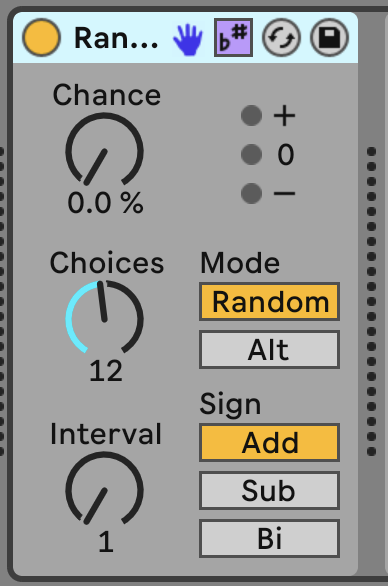 Ran...
b#
Chance
0.0 %
+
0
−
Choices
12
Mode
Random
Alt
Interval
1
Sign
Add
Sub
Bi